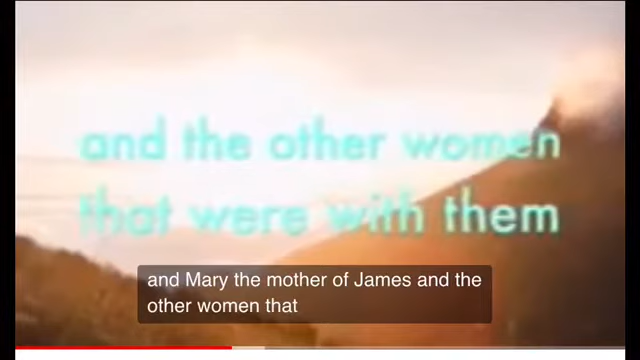 and the other women
that were with them
and Mary the mother of James and the
other women that